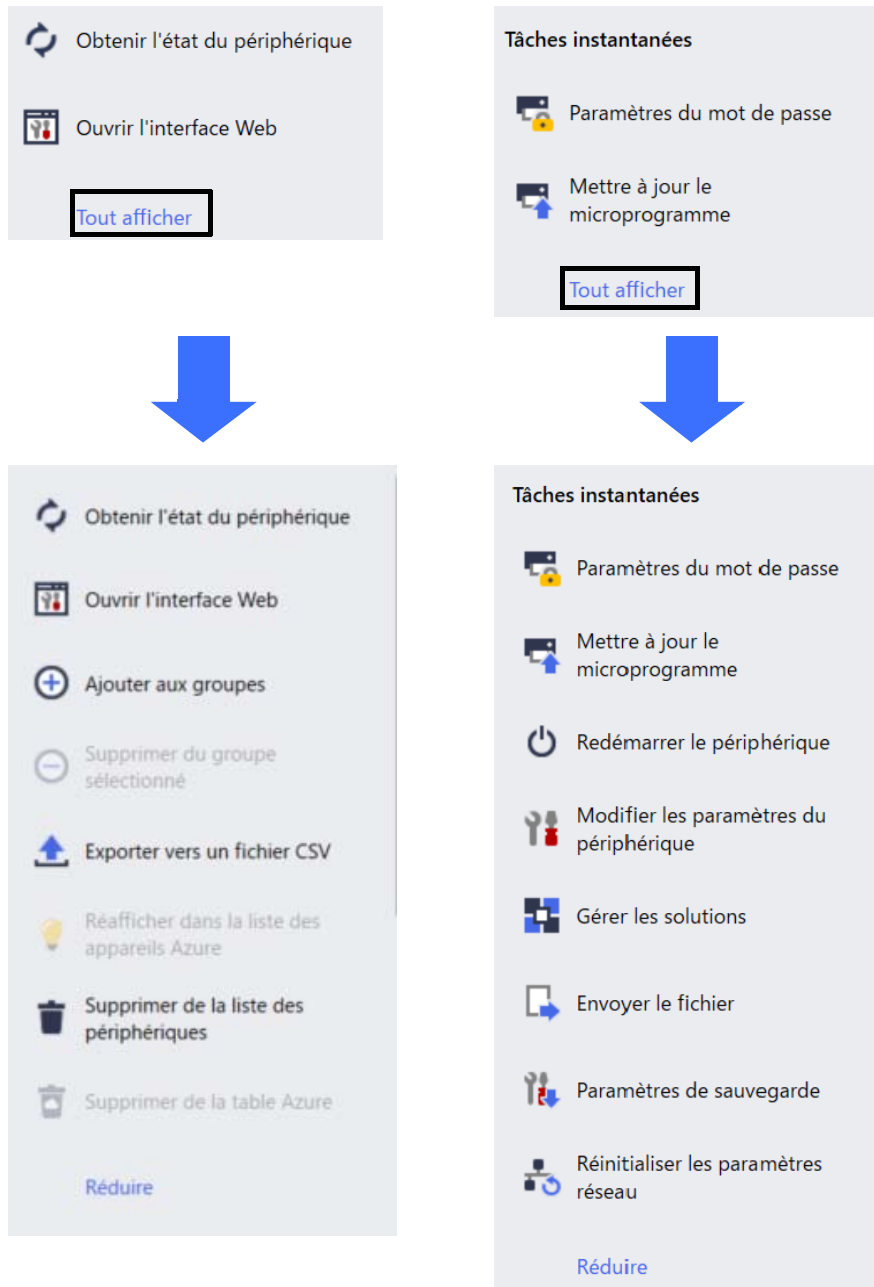 Obtenir l'état du périphérique
Ouvrir l'interface Web
Tout afficher
Tâches instantanées
Paramètres du mot de passe
Mettre à jour le
microprogramme
Tout afficher
Obtenir l'état du périphérique
Ouvrir l'interface Web
Ajouter aux groupes
Supprimer du groupe
sélectionné
Exporter vers un fichier CSV
Réafficher dans la liste des
appareils Azure
Supprimer de la liste des
périphériques
Supprimer de la table Azure
Réduire
Tâches instantanées
Paramètres du mot de passe
Mettre à jour le
microprogramme
Redémarrer le périphérique
Modifier les paramètres du
périphérique
Gérer les solutions
Envoyer le fichier
Paramètres de sauvegarde
Réinitialiser les paramètres
réseau
Réduire